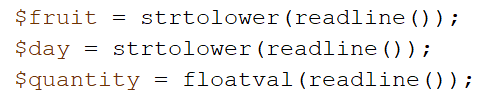 $fruit = strtolower(readline());
$day = strtolower(readline());
$quantity = floatval(readline());